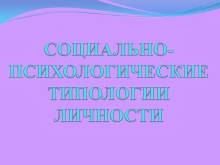 СОЦИАЛЬНО-
ПСИХОЛОГИЧЕСКИЕ
ТИПОЛОГИИ
ЛИЧНОСТИ